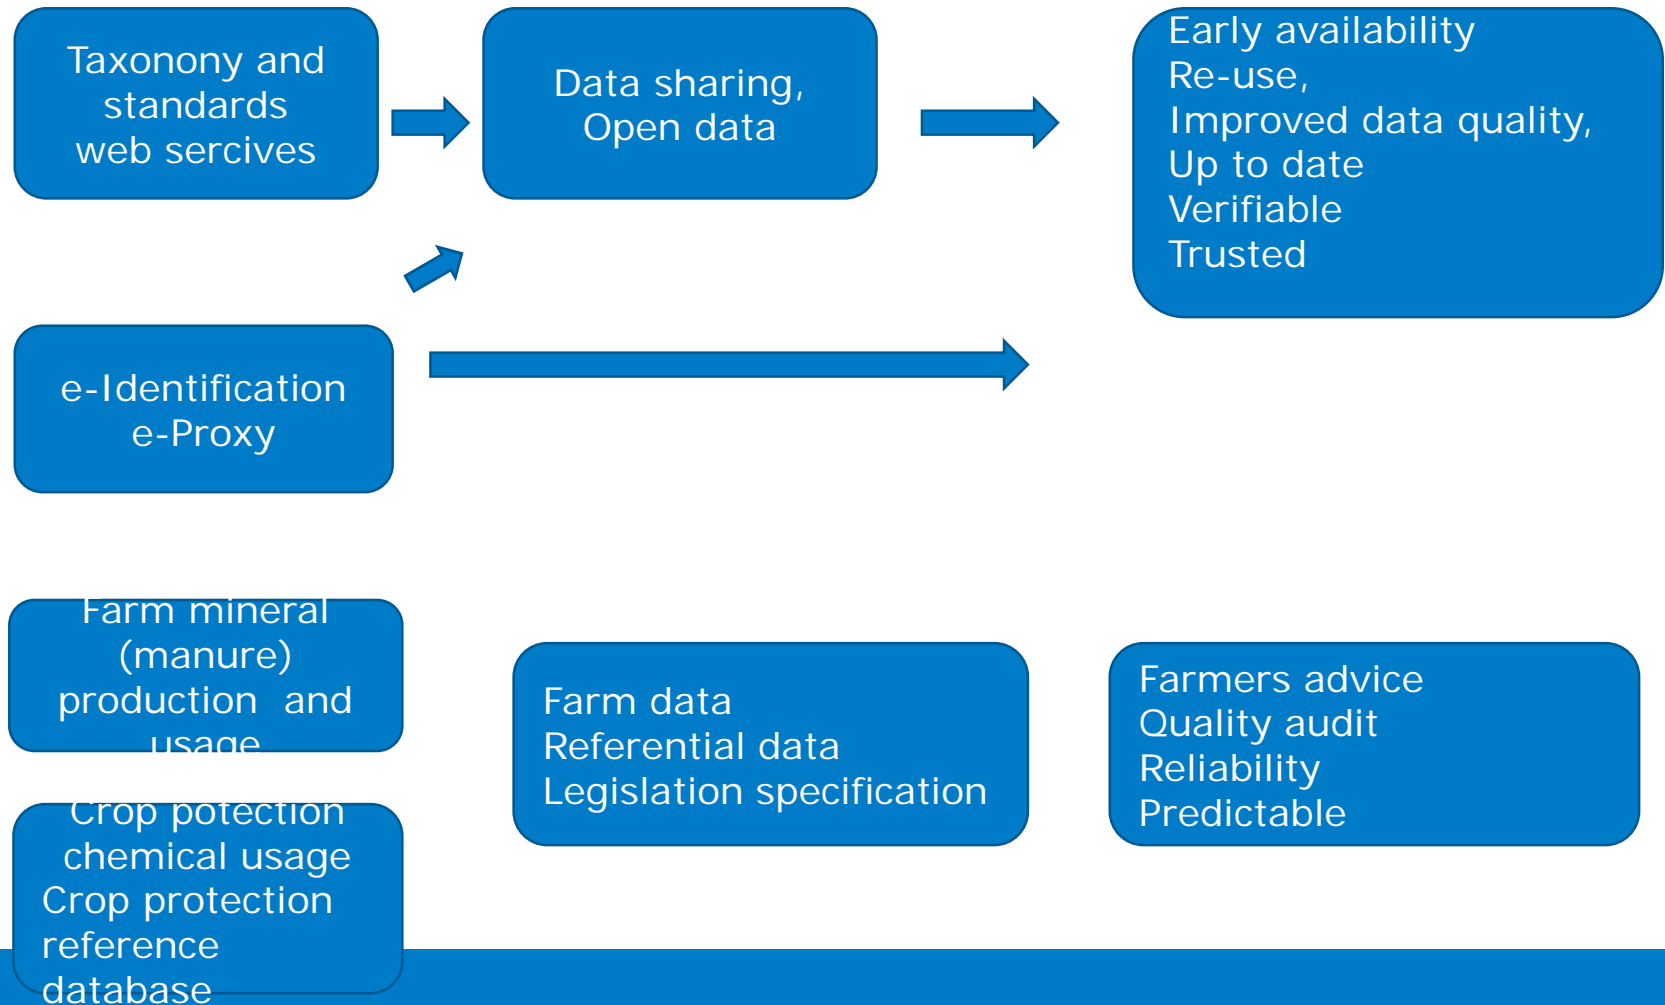 Taxonony and
standards
web sercives
Data sharing,
Open data
Early availability
Re-use,
Improved data quality,
Up to date
Verifiable
Trusted
e-Identification
e-Proxy
Farm mineral
(manure)
production and
usage
Farm data
Referential data
Legislation specification
Farmers advice
Quality audit
Reliability
Predictable
Crop potection
chemical usage
Crop protection
reference
database